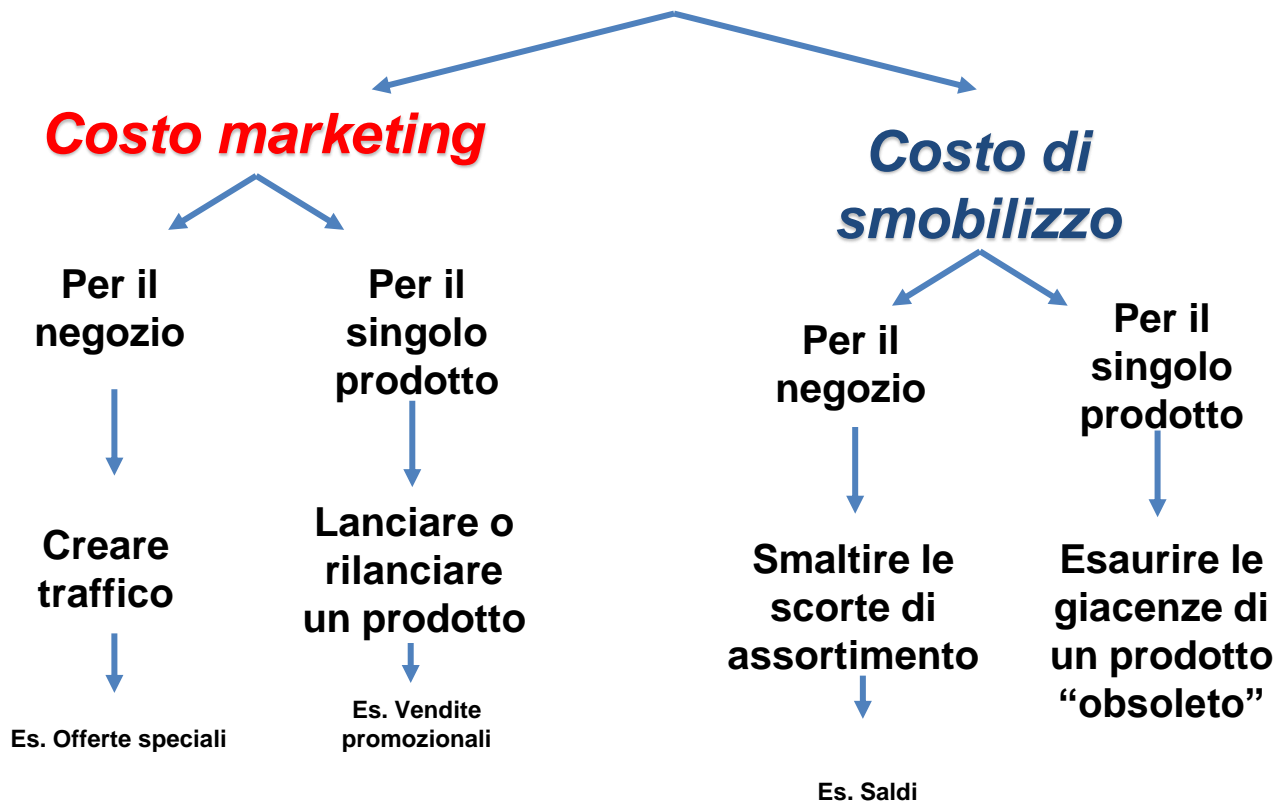 Costo marketing
Costo di
smobilizzo
Per il
negozio
Per il
singolo
prodotto
Per il
negozio
Per il
singolo
prodotto
Creare
traffico
Lanciare o
rilanciare
un prodotto
Smaltire le
scorte di
assortimento
Esaurire le
giacenze di
un prodotto
“obsoleto”
Es. Offerte speciali
Es. Vendite
promozionali
Es. Saldi